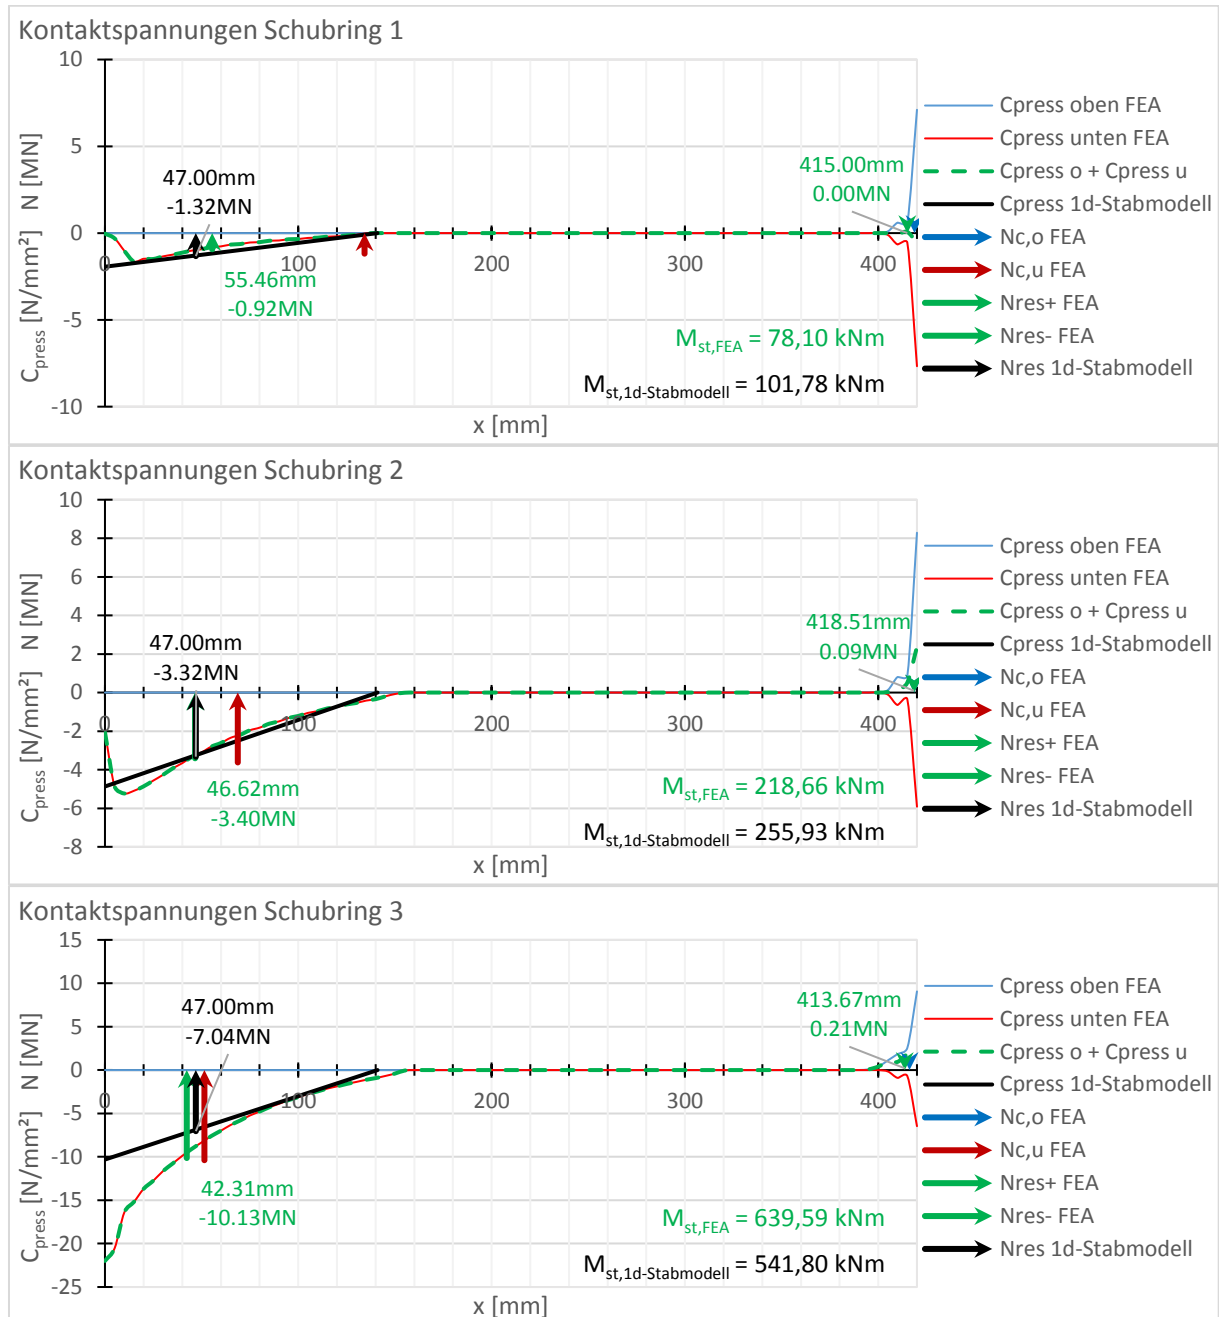 Kontaktspannungen Schubring 1
10
5
0
-5
-10
C_press [N/mm²] N [MN]
0
100
200
300
400
x [mm]
47.00mm
-1.32MN
55.46mm
-0.92MN
415.00mm
0.00MN
M_st,FEA = 78,10 kNm
M_st,1d-Stabmodell = 101,78 kNm
Cpress oben FEA
Cpress unten FEA
Cpress o + Cpress u
Cpress 1d-Stabmodell
Nc,o FEA
Nc,u FEA
Nres+ FEA
Nres- FEA
Nres 1d-Stabmodell
Kontaktspannungen Schubring 2
10
8
6
4
2
0
-2
-4
-6
-8
C_press [N/mm²] N [MN]
0
100
200
300
400
x [mm]
47.00mm
-3.32MN
46.62mm
-3.40MN
418.51mm
0.09MN
M_st,FEA = 218,66 kNm
M_st,1d-Stabmodell = 255,93 kNm
Cpress oben FEA
Cpress unten FEA
Cpress o + Cpress u
Cpress 1d-Stabmodell
Nc,o FEA
Nc,u FEA
Nres+ FEA
Nres- FEA
Nres 1d-Stabmodell
Kontaktspannungen Schubring 3
15
10
5
0
-5
-10
-15
-20
-25
C_press [N/mm²] N [MN]
0
100
200
300
400
x [mm]
47.00mm
-7.04MN
42.31mm
-10.13MN
413.67mm
0.21MN
M_st,FEA = 639,59 kNm
M_st,1d-Stabmodell = 541,80 kNm
Cpress oben FEA
Cpress unten FEA
Cpress o + Cpress u
Cpress 1d-Stabmodell
Nc,o FEA
Nc,u FEA
Nres+ FEA
Nres- FEA
Nres 1d-Stabmodell